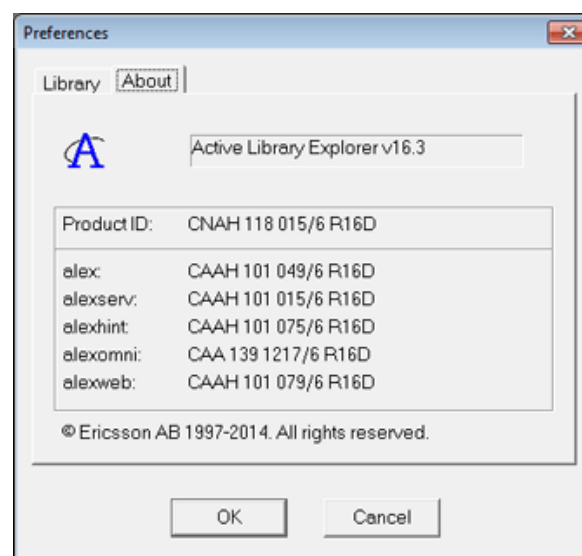 Preferences
Library About
A
Active Library Explorer v16.3
Product ID: CNAH 118 015/6 R16D
alex: CAAH 101 049/6 R16D
alexserv: CAAH 101 015/6 R16D
alexhint: CAAH 101 075/6 R16D
alexomni: CAA 139 1217/6 R16D
alexweb: CAAH 101 079/6 R16D
© Ericsson AB 1997-2014. All rights reserved.
OK Cancel